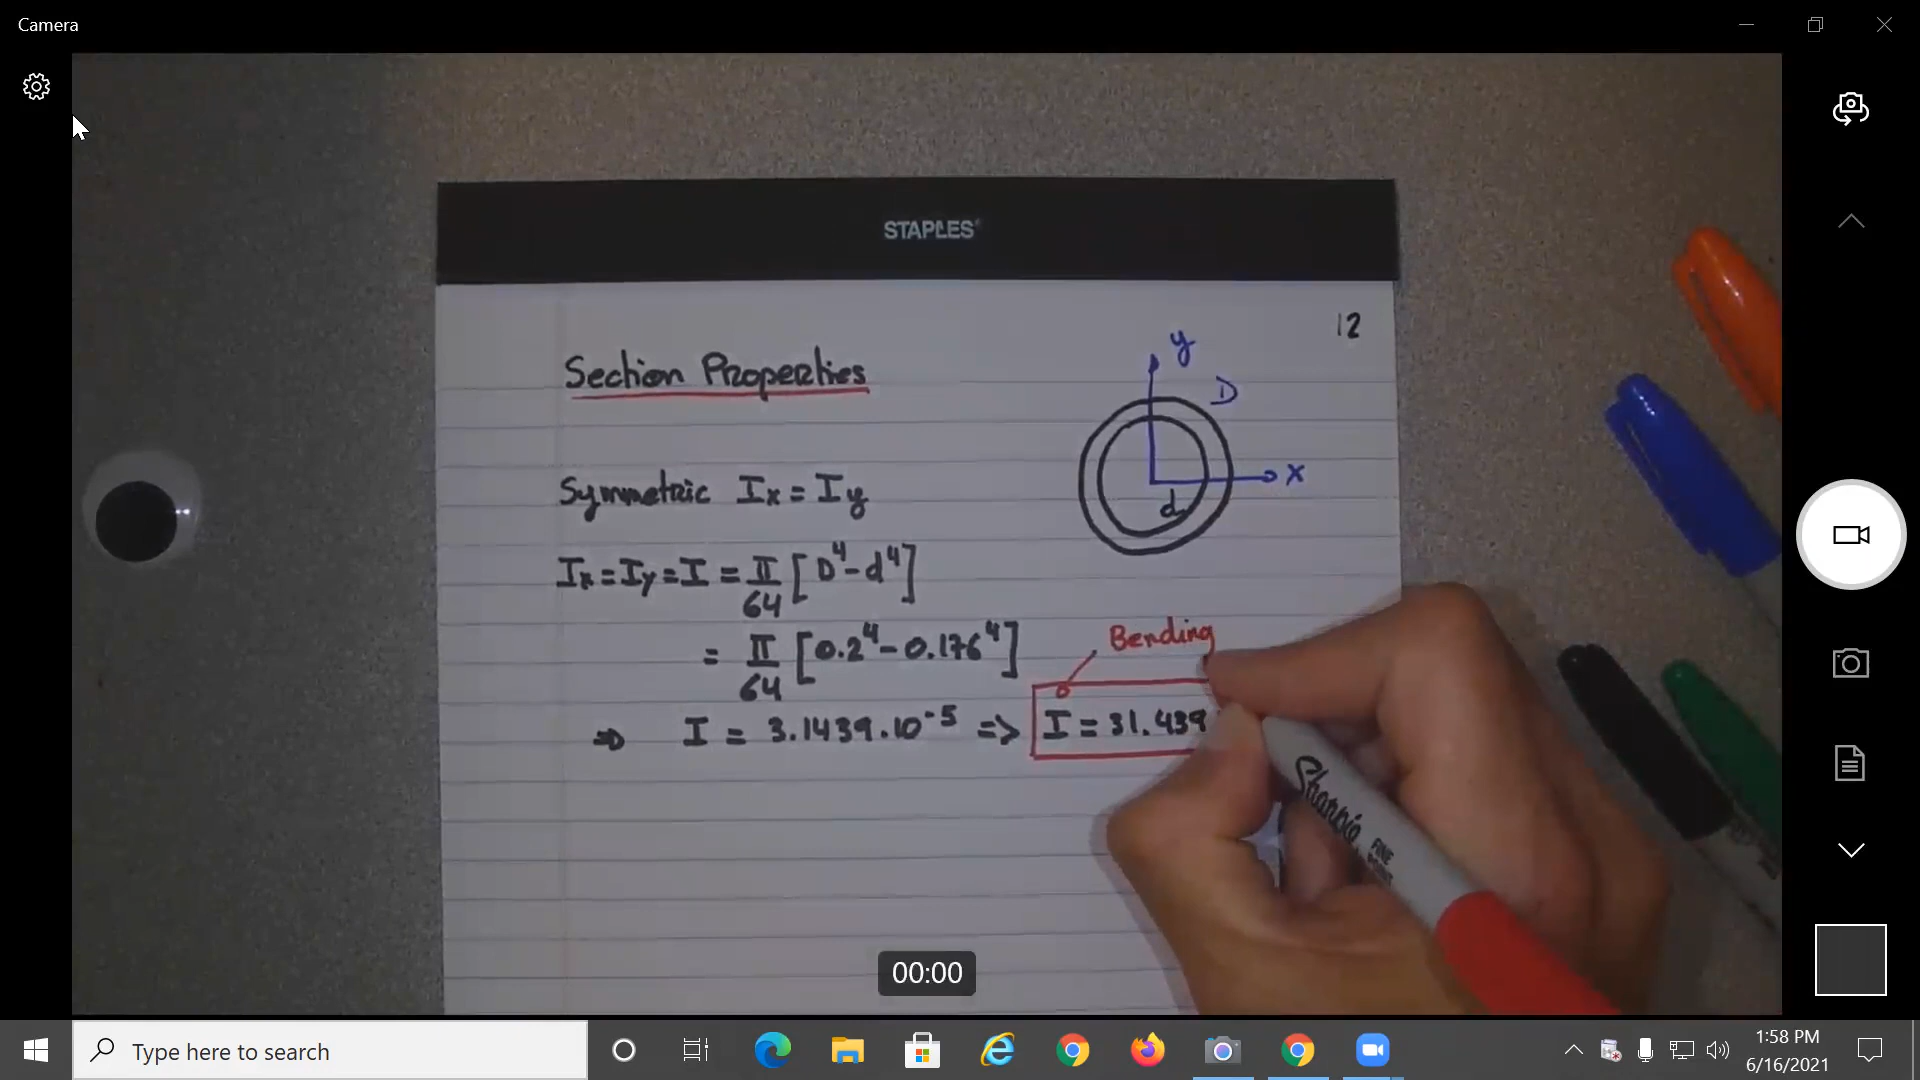 Camera
STAPLES
12
Section Properties
y
D
x
d
Symmetric Ix = Iy
Ix = Iy = I = π/64 [D⁴ - d⁴]
= π/64 [0.2⁴ - 0.176⁴]
Bending
⇒ I = 3.1439.10⁻⁵ => I = 31.439
Sharpie
FINE
00:00
Type here to search
1:58 PM
6/16/2021